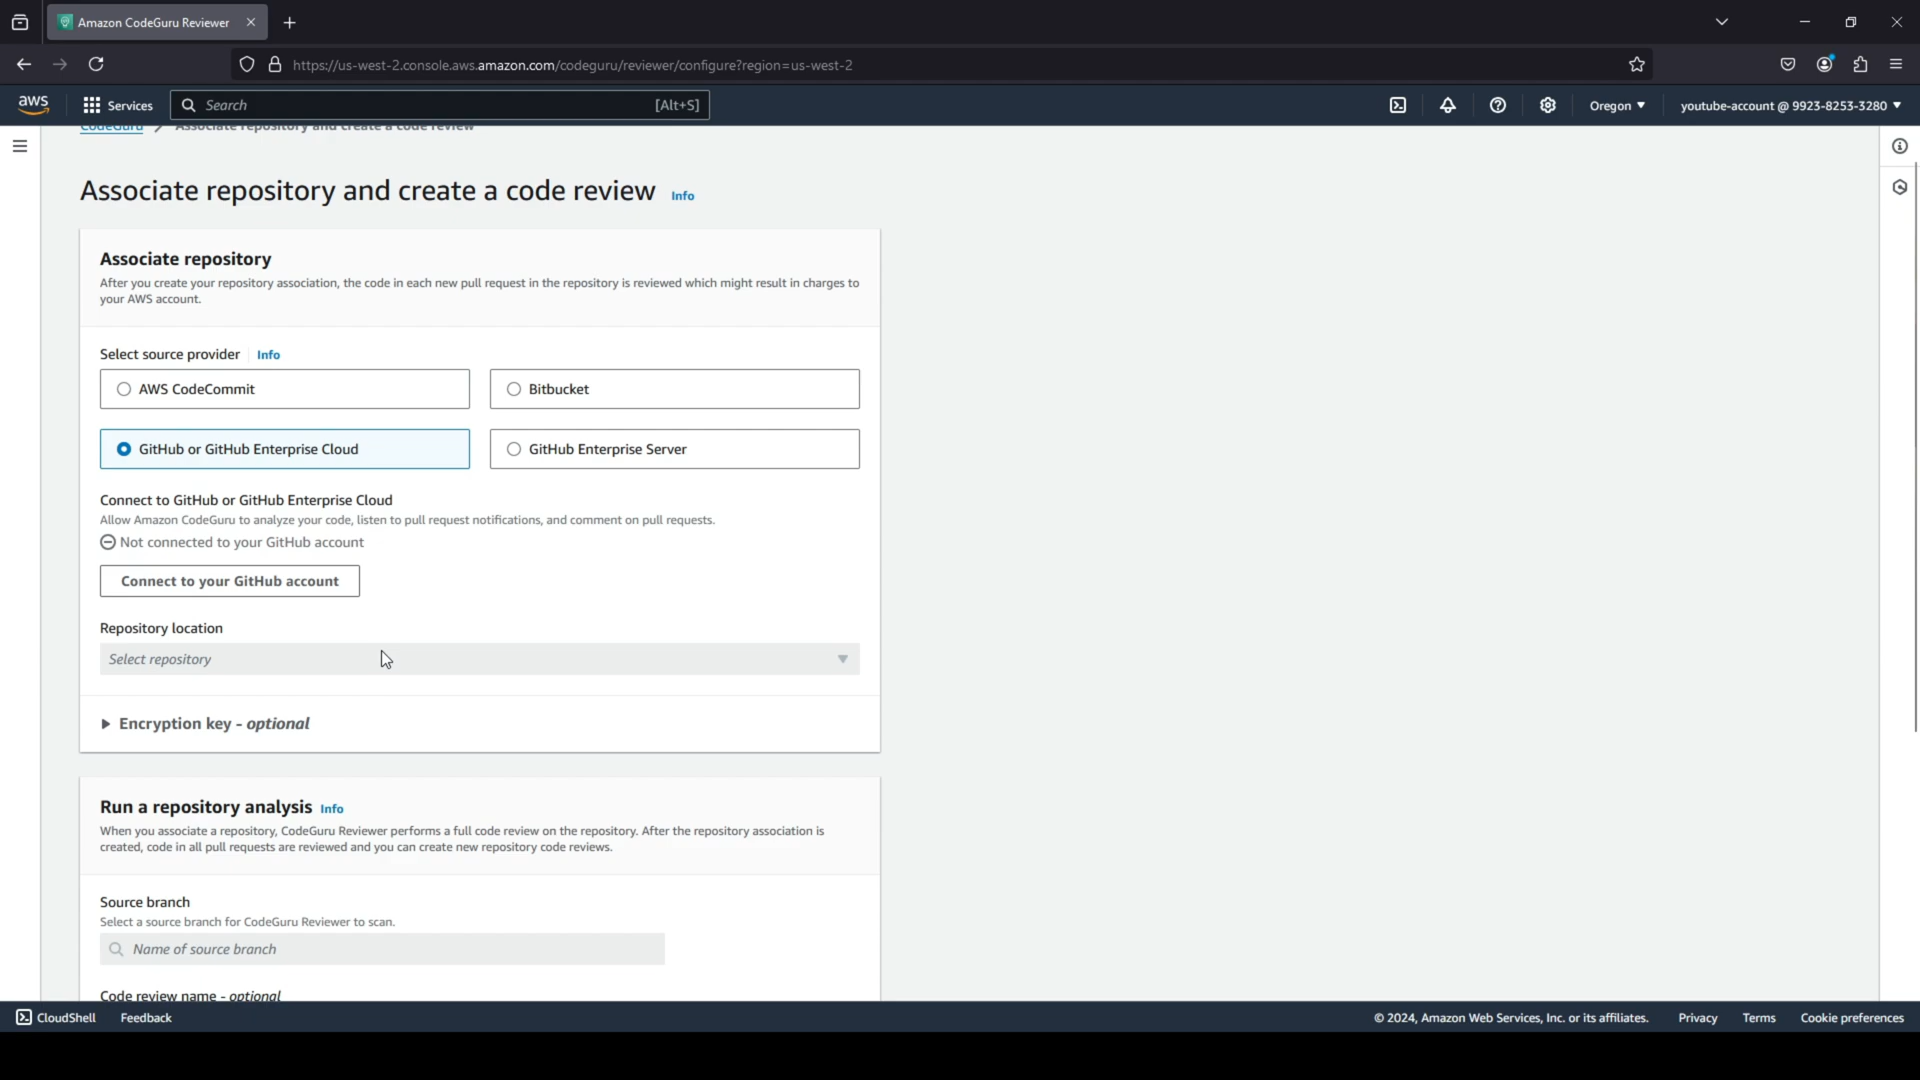 Amazon CodeGuru Reviewer
https://us-west-2.console.aws.amazon.com/codeguru/reviewer/configure?region=us-west-2
aws Services Search [Alt+S] Oregon youtube-account @ 9923-8253-3280
CodeGuru Associate repository and create a code review
Associate repository and create a code review Info
Associate repository
After you create your repository association, the code in each new pull request in the repository is reviewed which might result in charges to
your AWS account.
Select source provider Info
AWS CodeCommit Bitbucket
GitHub or GitHub Enterprise Cloud GitHub Enterprise Server
Connect to GitHub or GitHub Enterprise Cloud
Allow Amazon CodeGuru to analyze your code, listen to pull request notifications, and comment on pull requests.
Not connected to your GitHub account
Connect to your GitHub account
Repository location
Select repository
Encryption key - optional
Run a repository analysis Info
When you associate a repository, CodeGuru Reviewer performs a full code review on the repository. After the repository association is
created, code in all pull requests are reviewed and you can create new repository code reviews.
Source branch
Select a source branch for CodeGuru Reviewer to scan.
Name of source branch
Code review name - optional
CloudShell Feedback © 2024, Amazon Web Services, Inc. or its affiliates. Privacy Terms Cookie preferences